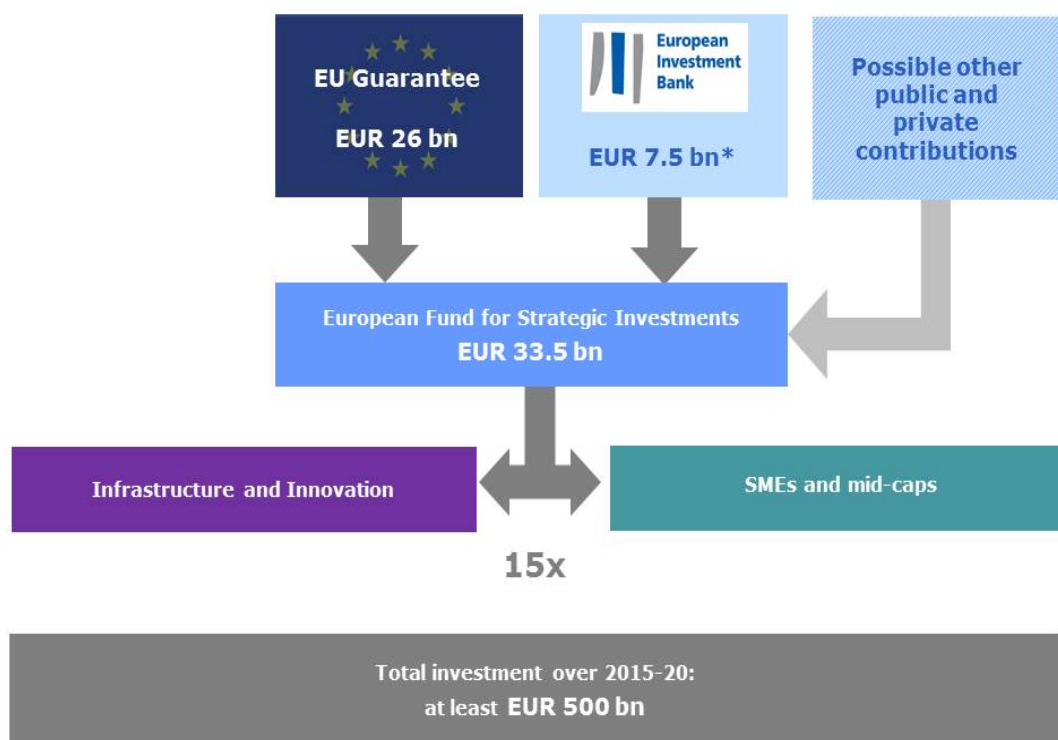 EU Guarantee
EUR 26 bn
European
Investment
Bank
EUR 7.5 bn*
Possible other
public and
private
contributions
European Fund for Strategic Investments
EUR 33.5 bn
Infrastructure and Innovation
SMEs and mid-caps
15x
Total investment over 2015-20:
at least EUR 500 bn